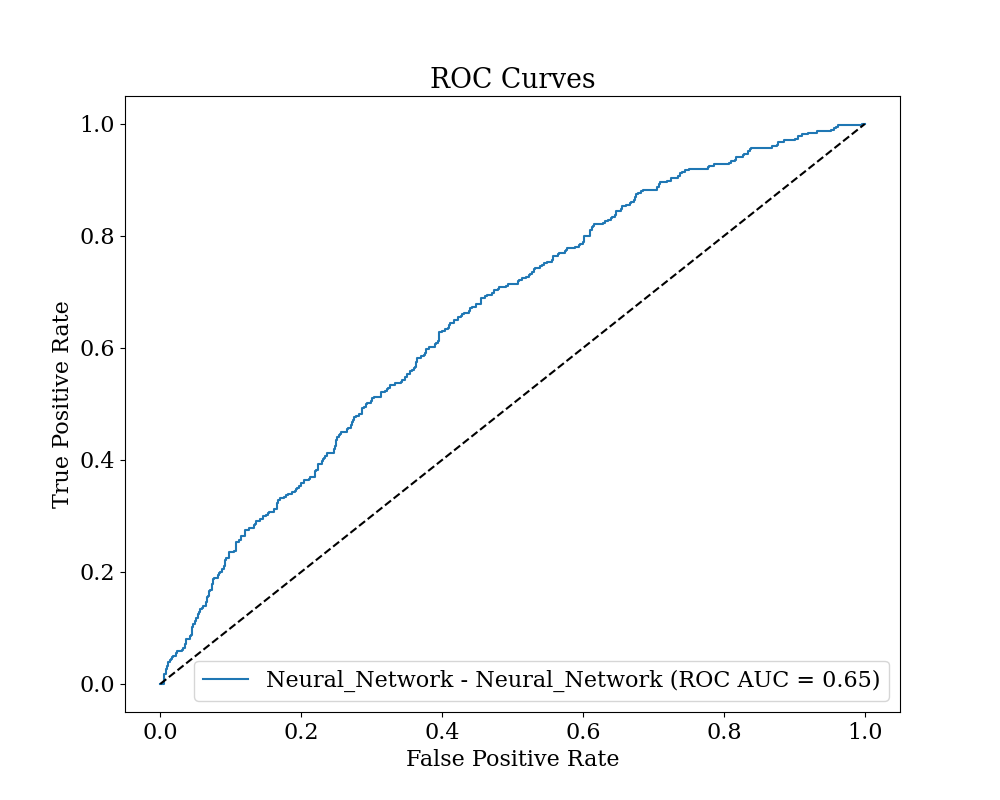 ROC Curves
True Positive Rate
1.0
0.8
0.6
0.4
0.2
0.0
Neural_Network - Neural_Network (ROC AUC = 0.65)
0.0 0.2 0.4 0.6 0.8 1.0
False Positive Rate